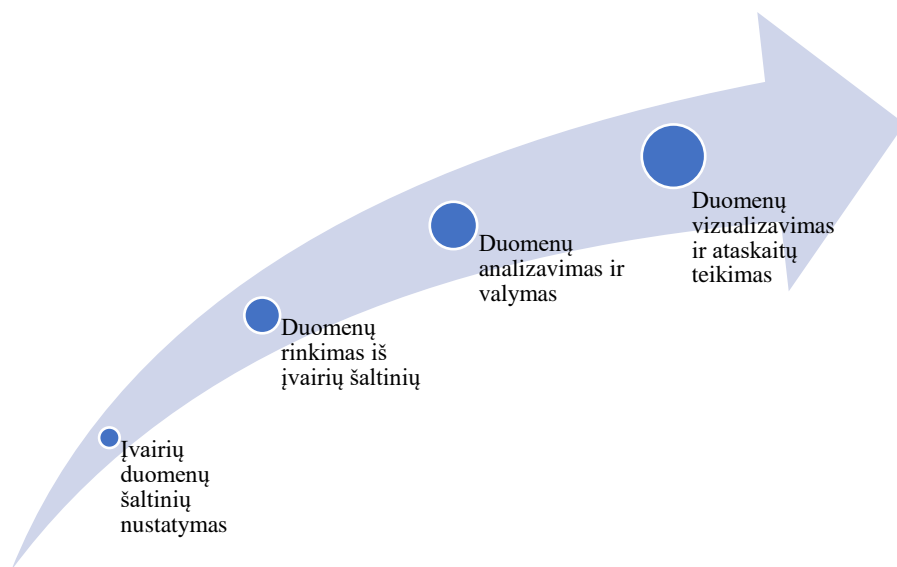 Įvairių
duomenų
šaltinių
nustatymas
Duomenų
rinkimas iš
įvairių šaltinių
Duomenų
analizavimas ir
valymas
Duomenų
vizualizavimas
ir ataskaitų
teikimas